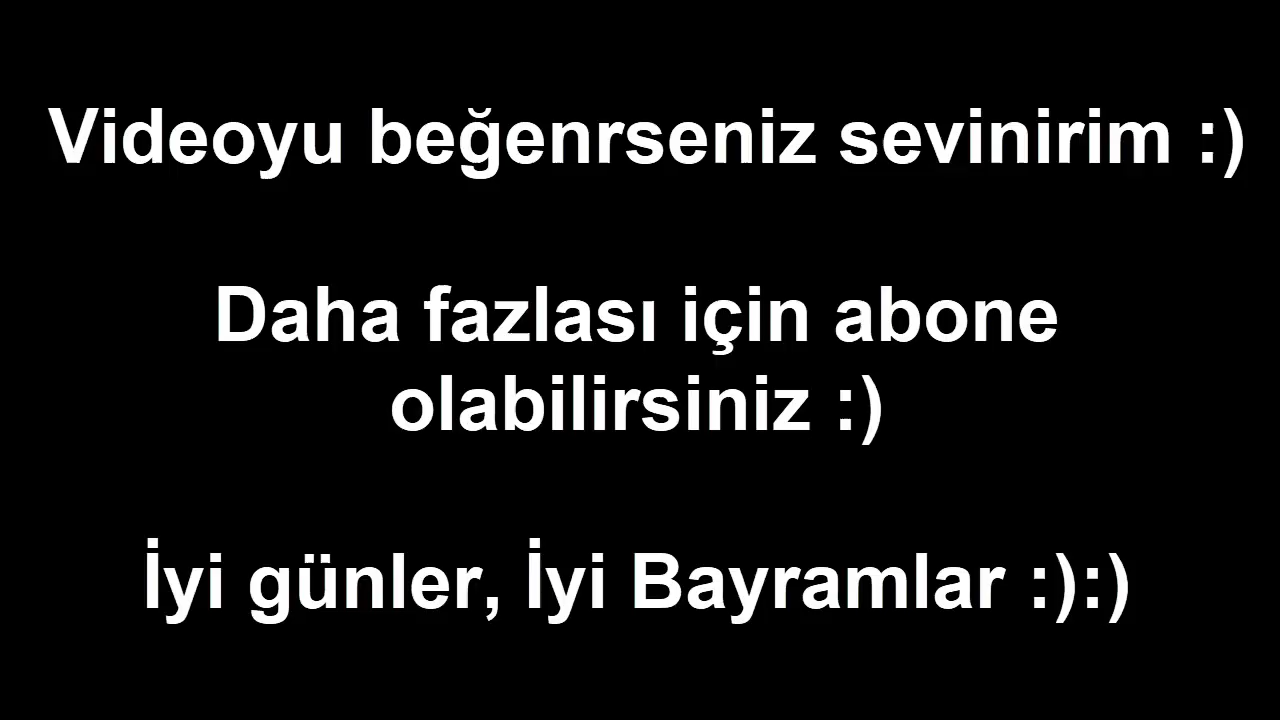 Videoyu beğenrseniz sevinirim :)
Daha fazlası için abone
olabilirsiniz :)
İyi günler, İyi Bayramlar :):)